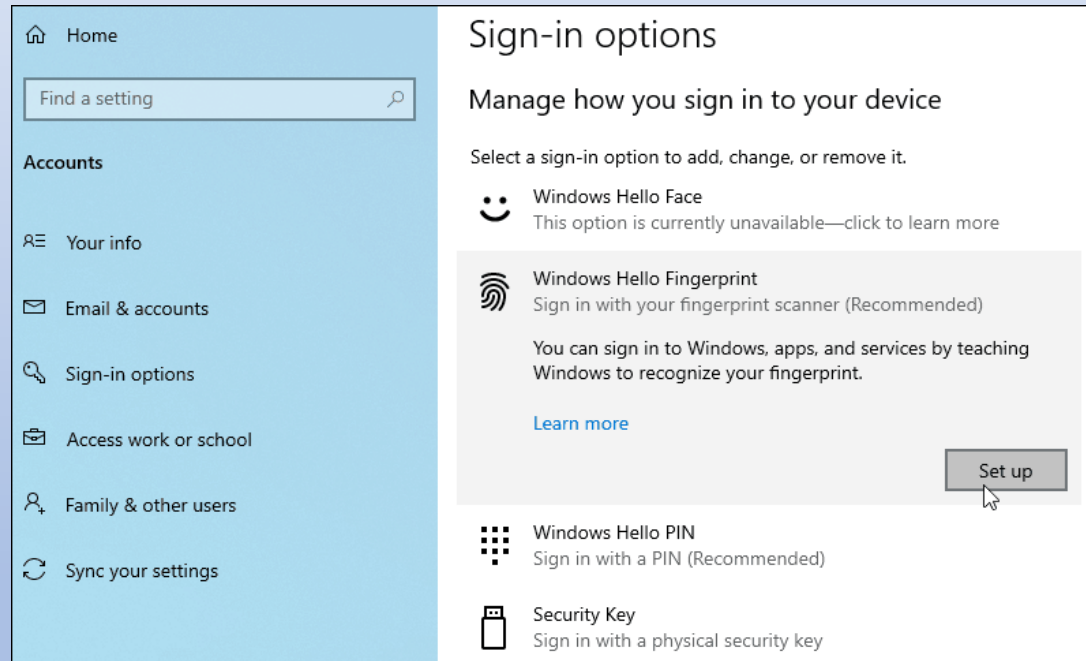 Home
Find a setting
Accounts
Your info
Email & accounts
Sign-in options
Access work or school
Family & other users
Sync your settings
Sign-in options
Manage how you sign in to your device
Select a sign-in option to add, change, or remove it.
Windows Hello Face
This option is currently unavailable—click to learn more
Windows Hello Fingerprint
Sign in with your fingerprint scanner (Recommended)
You can sign in to Windows, apps, and services by teaching
Windows to recognize your fingerprint.
Learn more
Set up
Windows Hello PIN
Sign in with a PIN (Recommended)
Security Key
Sign in with a physical security key